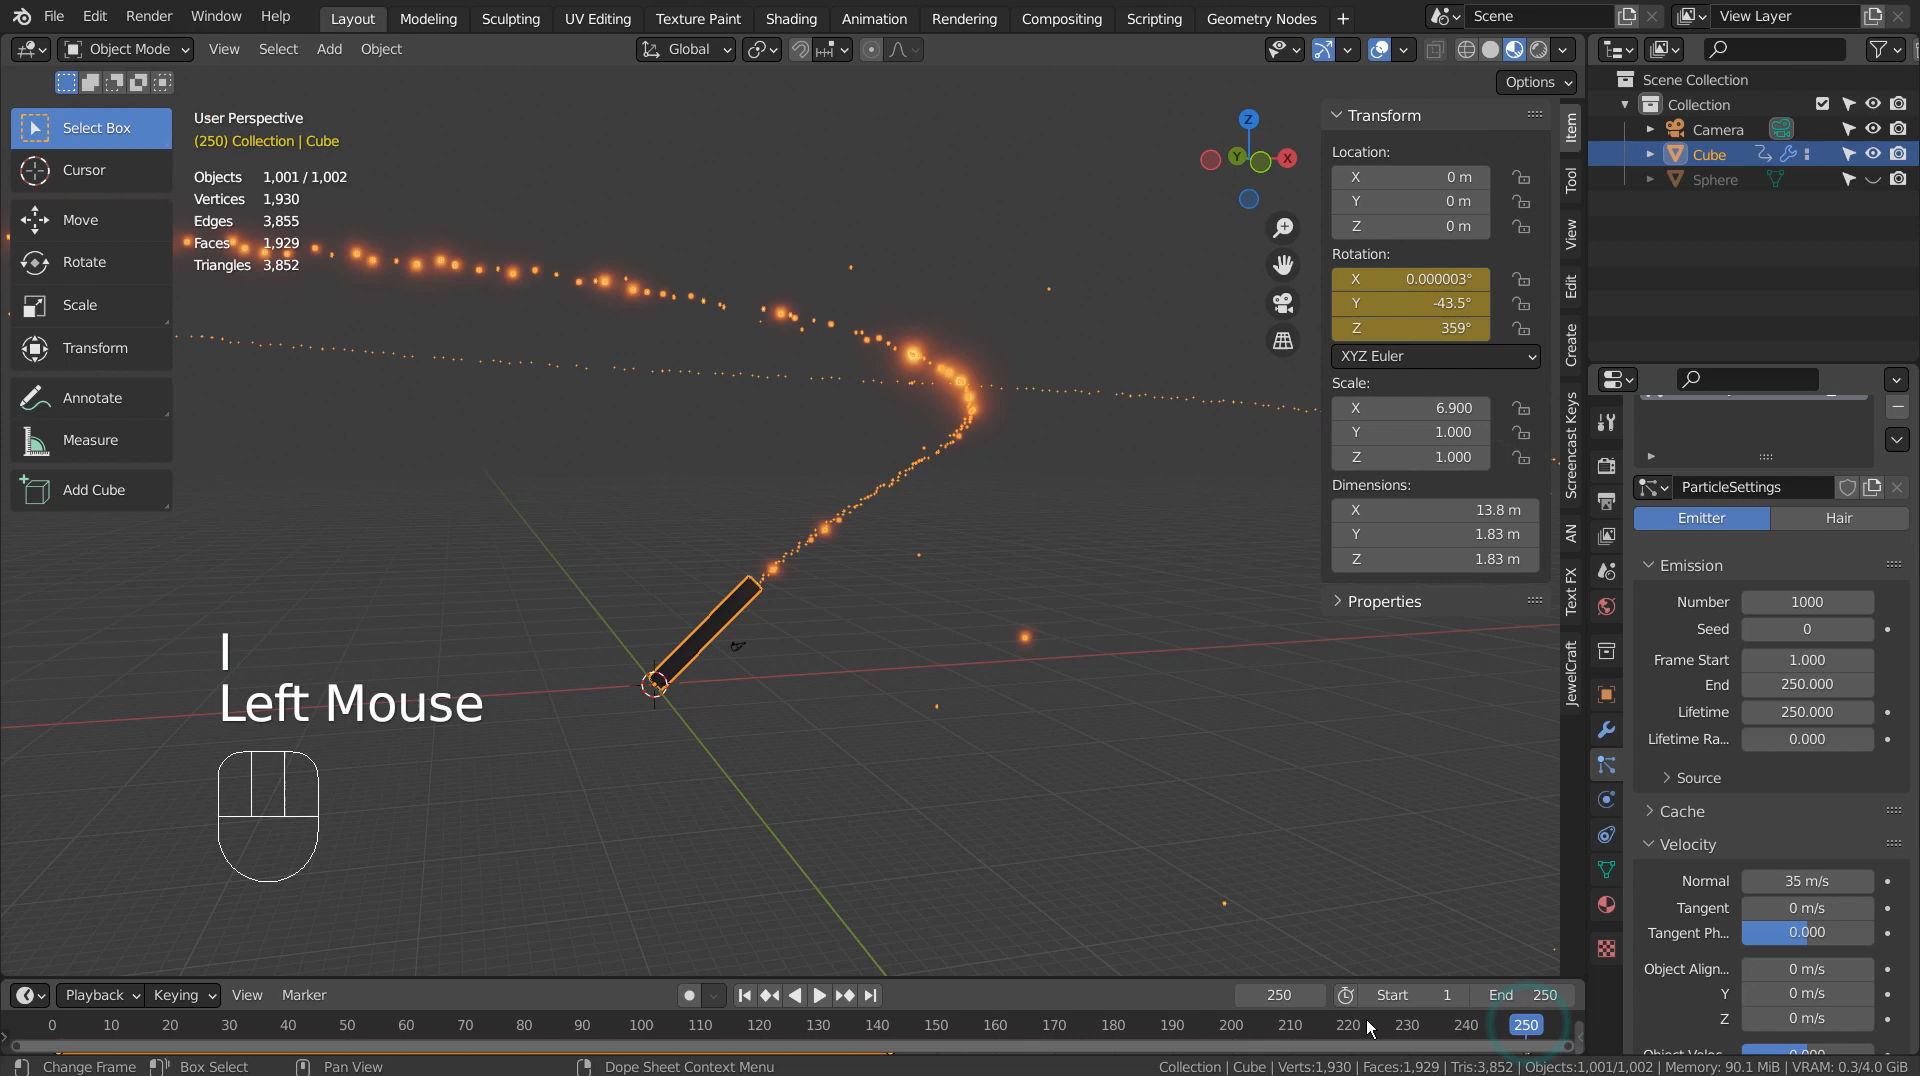 File Edit Render Window Help Layout Modeling Sculpting UV Editing Texture Paint Shading Animation Rendering Compositing Scripting Geometry Nodes + Scene View Layer
Object Mode View Select Add Object Global
Options
Select Box
Cursor
Move
Rotate
Scale
Transform
Annotate
Measure
Add Cube
User Perspective
(250) Collection | Cube
Objects 1,001 / 1,002
Vertices 1,930
Edges 3,855
Faces 1,929
Triangles 3,852
Z
Y
X
I
Left Mouse
Transform
Location:
X 0 m
Y 0 m
Z 0 m
Rotation:
X 0.000003°
Y -43.5°
Z 359°
XYZ Euler
Scale:
X 6.900
Y 1.000
Z 1.000
Dimensions:
X 13.8 m
Y 1.83 m
Z 1.83 m
Properties
Item
Tool
View
Edit
Create
Screencast Keys
AN
Text FX
JewelCraft
Scene Collection
Collection
Camera
Cube
Sphere
ParticleSettings
Emitter Hair
Emission
Number 1000
Seed 0
Frame Start 1.000
End 250.000
Lifetime 250.000
Lifetime Ra... 0.000
Source
Cache
Velocity
Normal 35 m/s
Tangent 0 m/s
Tangent Ph... 0.000
Object Align... 0 m/s
Y 0 m/s
Z 0 m/s
Playback Keying View Marker 250 Start 1 End 250
0 10 20 30 40 50 60 70 80 90 100 110 120 130 140 150 160 170 180 190 200 210 220 230 240 250
Change Frame Box Select Pan View Dope Sheet Context Menu Collection | Cube | Verts:1,930 | Faces:1,929 | Tris:3,852 | Objects:1,001/1,002 | Memory: 90.1 MiB | VRAM: 0.3/4.0 GiB